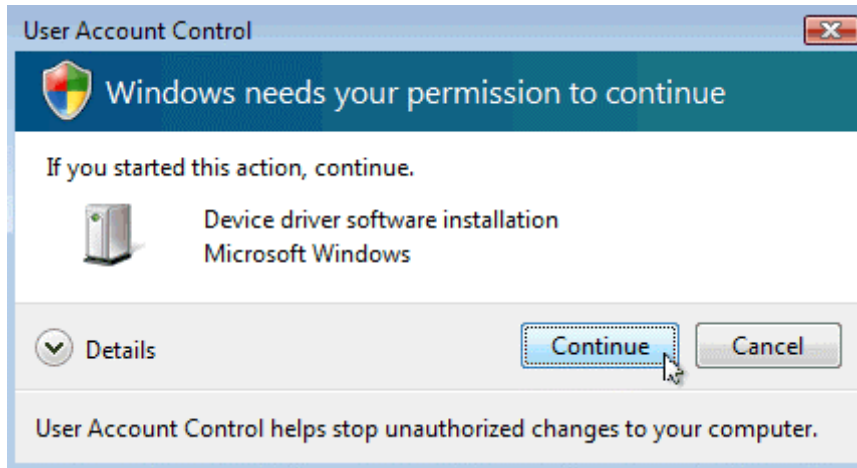 User Account Control
Windows needs your permission to continue
If you started this action, continue.
Device driver software installation
Microsoft Windows
Details
Continue
Cancel
User Account Control helps stop unauthorized changes to your computer.